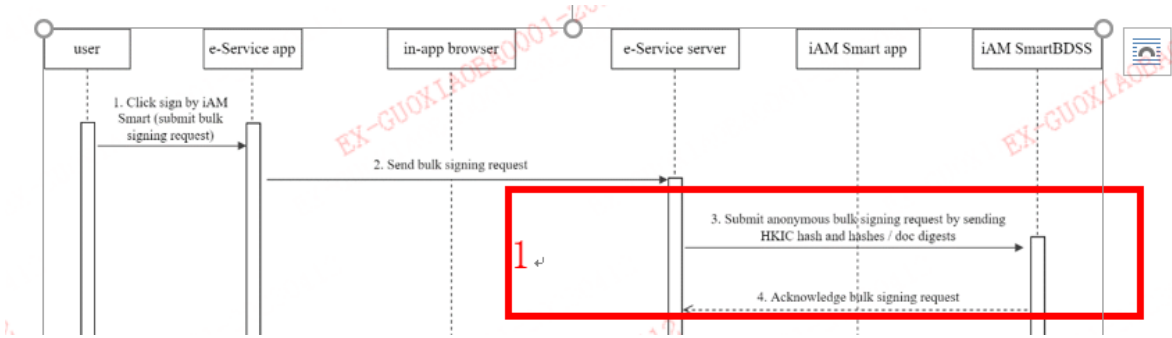 user
e-Service app
in-app browser
e-Service server
iAM Smart app
iAM SmartBDSS
1. Click sign by iAM
Smart (submit bulk
signing request)
2. Send bulk signing request
3. Submit anonymous bulk signing request by sending
HKIC hash and hashes / doc digests
1
4. Acknowledge bulk signing request